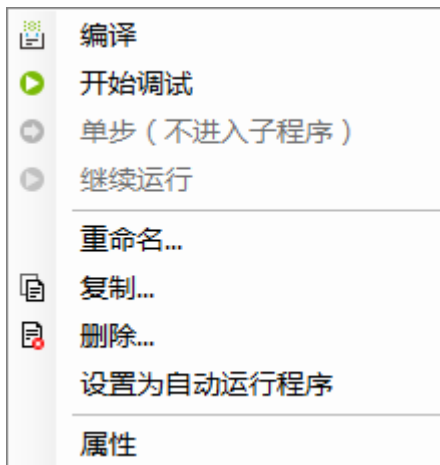 编译
开始调试
单步（不进入子程序）
继续运行
重命名...
复制...
删除...
设置为自动运行程序
属性